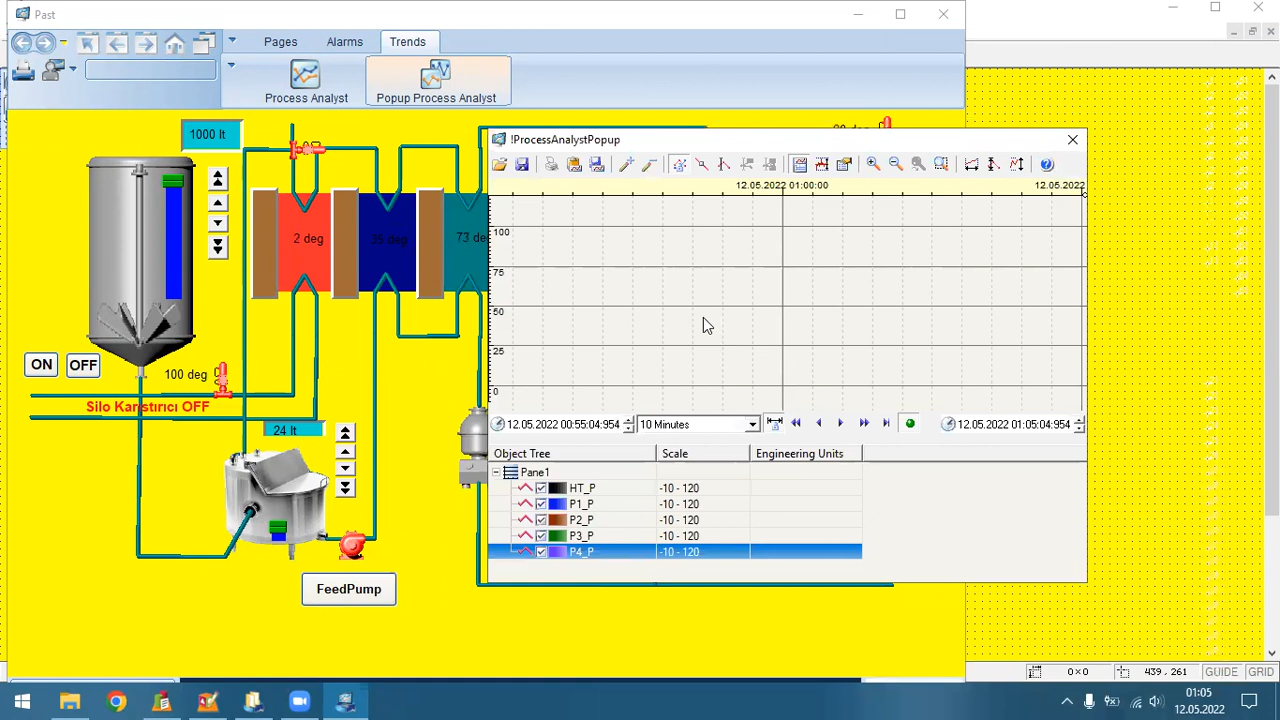 Past
Pages
Alarms
Trends
Process Analyst
Popup Process Analyst
1000 lt
2 deg
35 deg
ON
OFF
100 deg
Silo Karıstırıcı OFF
24 lt
FeedPump
!ProcessAnalystPopup
12.05.2022 01:00:00
12.05.2022
100
75
50
25
0
12.05.2022 00:55:04:954
10 Minutes
12.05.2022 01:05:04:954
Object Tree
Scale
Engineering Units
Pane1
HT_P
-10 - 120
P1_P
-10 - 120
P2_P
-10 - 120
P3_P
-10 - 120
P4_P
-10 - 120
0×0
439 , 261
GUIDE
GRID
01:05
12.05.2022